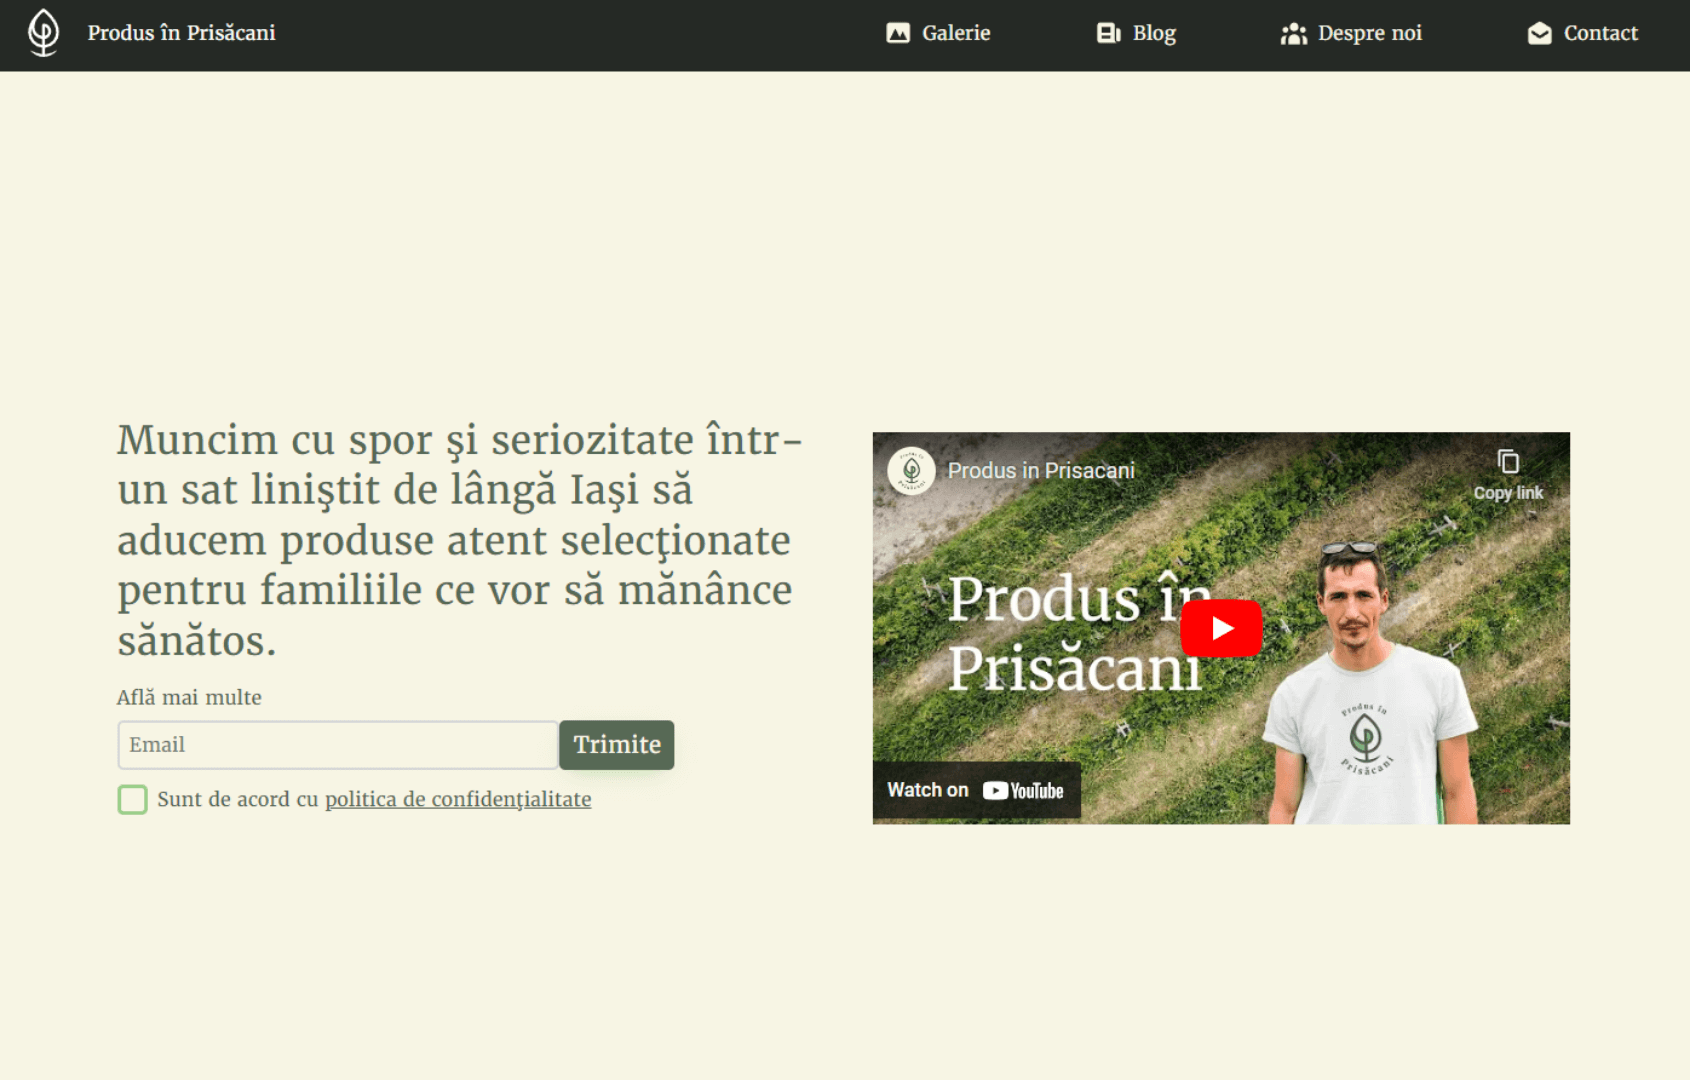 Produs în Prisăcani
Galerie
Blog
Despre noi
Contact
Muncim cu spor şi seriozitate într-
un sat liniştit de lângă Iaşi să
aducem produse atent selecţionate
pentru familiile ce vor să mănânce
sănătos.
Află mai multe
Email
Trimite
Sunt de acord cu politica de confidenţialitate
Produs în
Prisăcani
Produs in Prisacani
Copy link
Produs în
Prisăcani
Produs în
Prisăcani
Watch on YouTube